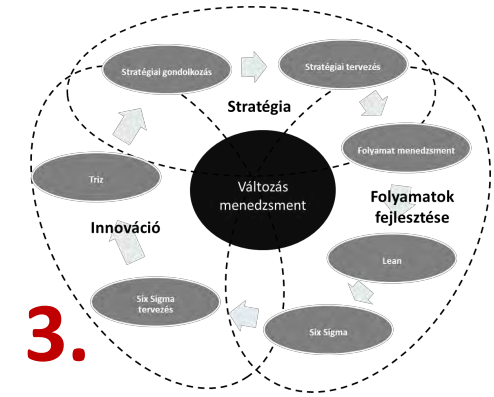 Stratégiai gondolkozás
Stratégiai tervezés
Stratégia
Folyamat menedzsment
Triz
Változás
menedzsment
Folyamatok
fejlesztése
Innováció
Lean
Six Sigma
tervezés
Six Sigma
3.